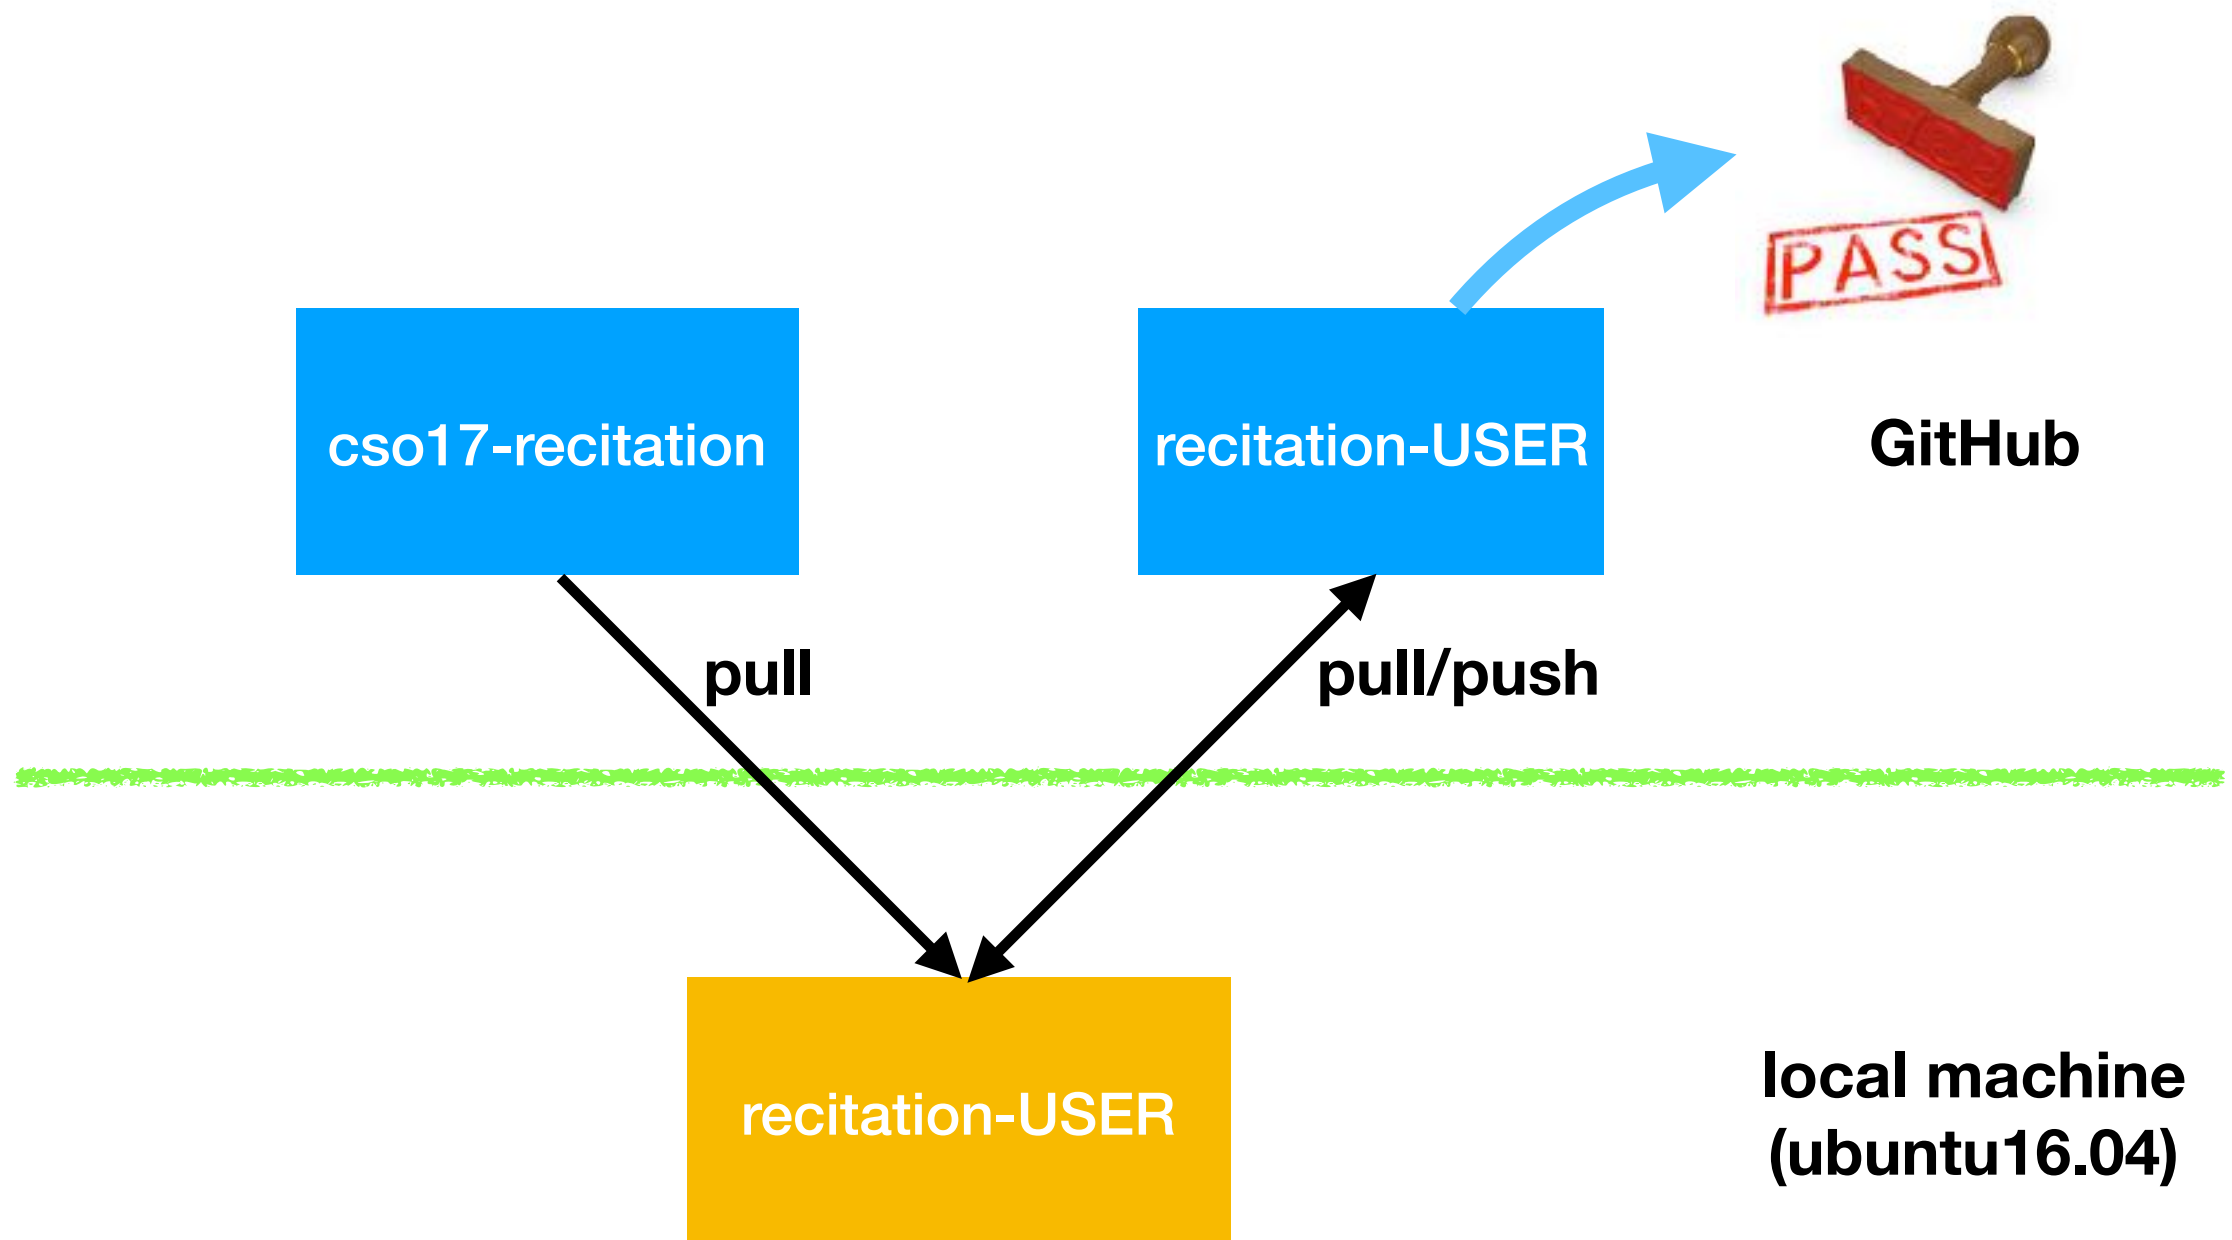 PASS
cso17-recitation
recitation-USER
GitHub
pull
pull/push
recitation-USER
local machine
(ubuntu16.04)